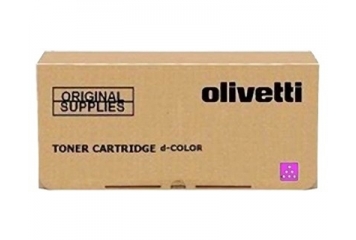 ORIGINAL
SUPPLIES
olivetti
TONER CARTRIDGE d-COLOR